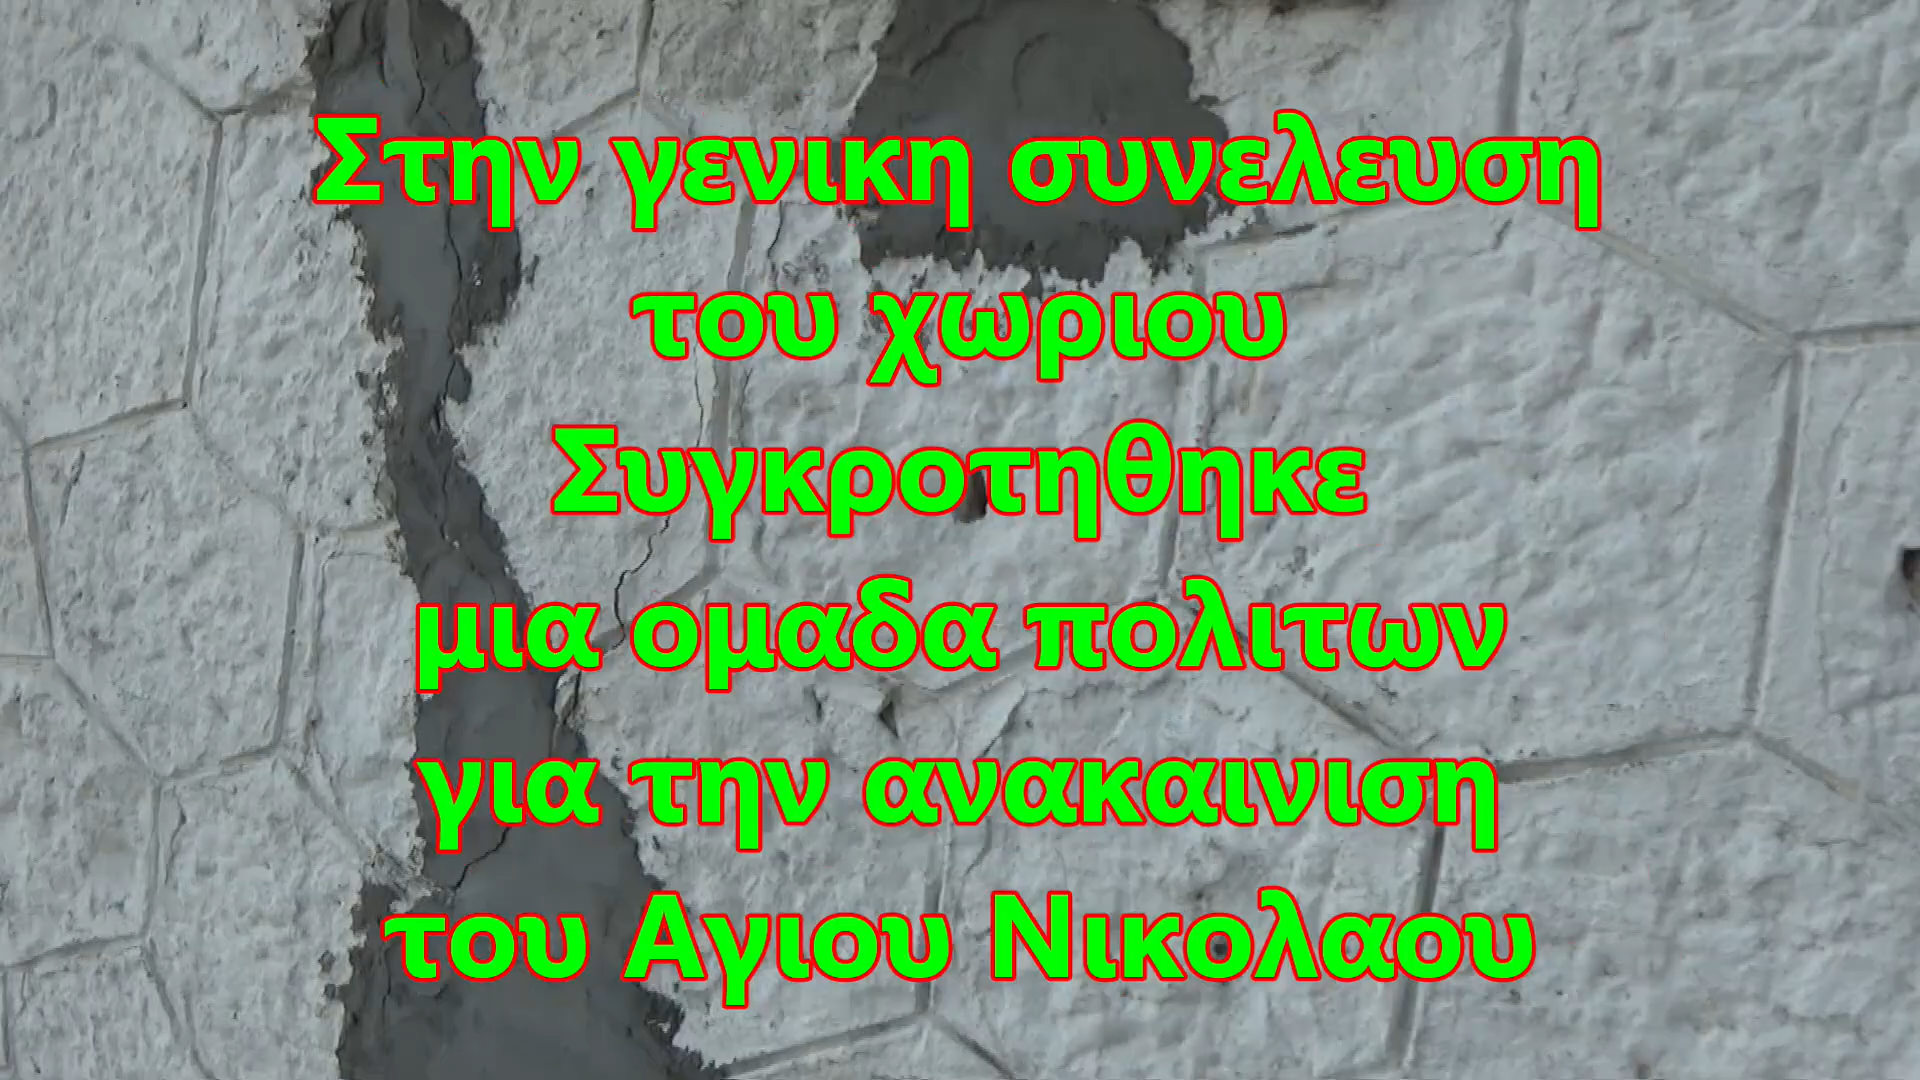 Στην γενικη συνελευση
του χωριου
Συγκροτηθηκε
μια ομαδα πολιτων
για την ανακαινιση
του Αγιου Νικολαου